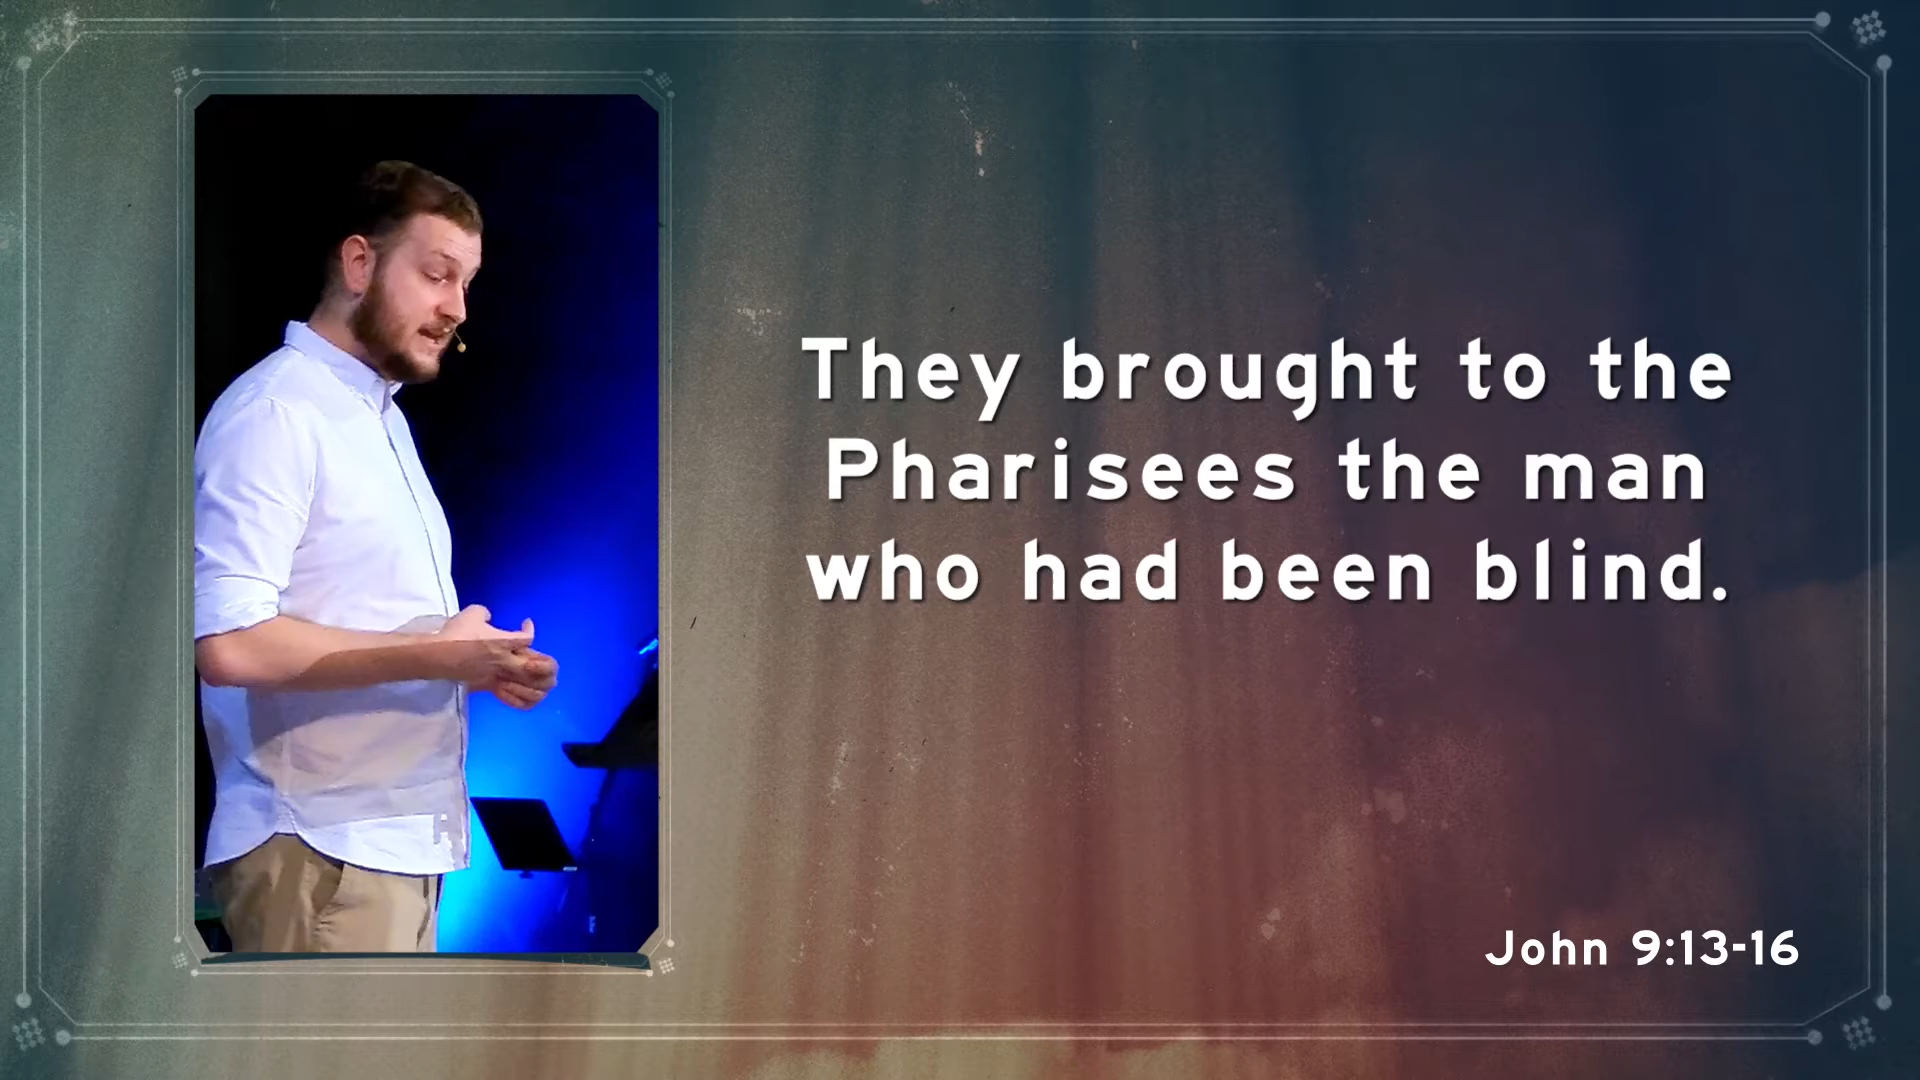 They brought to the
Pharisees the man
who had been blind.
John 9:13-16